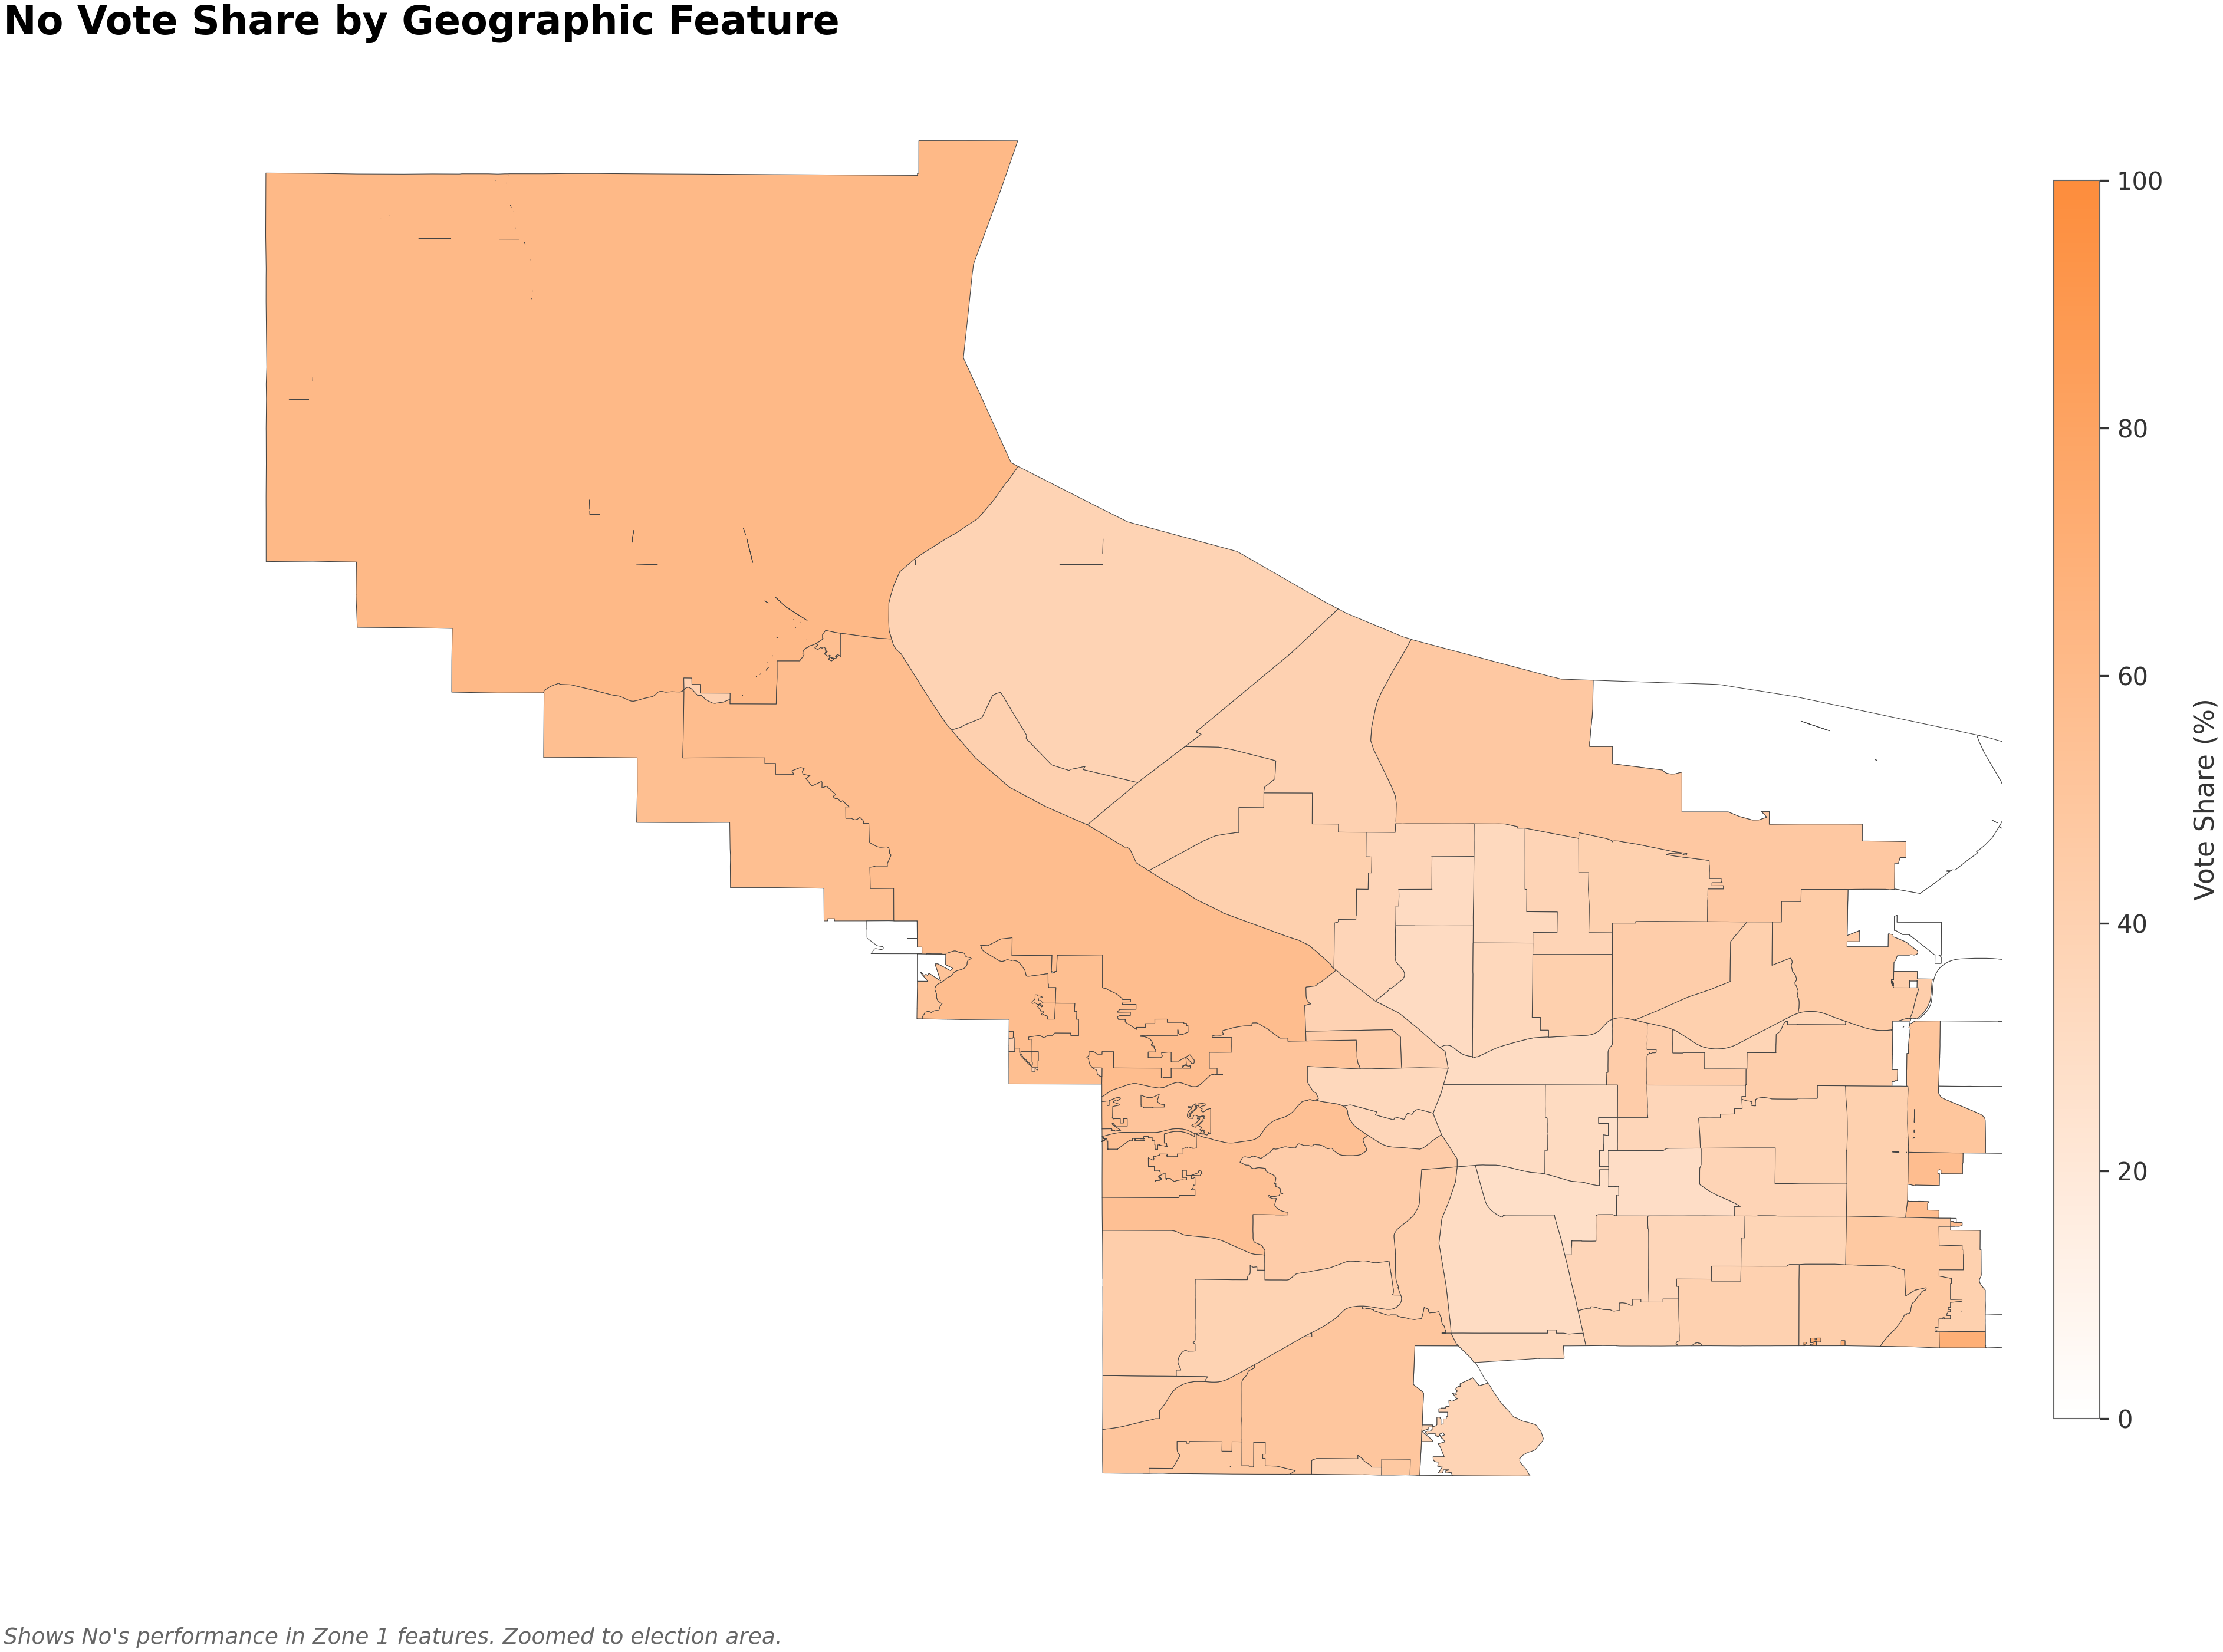 No Vote Share by Geographic Feature
100
80
60
40
20
0
Vote Share (%)
Shows No's performance in Zone 1 features. Zoomed to election area.